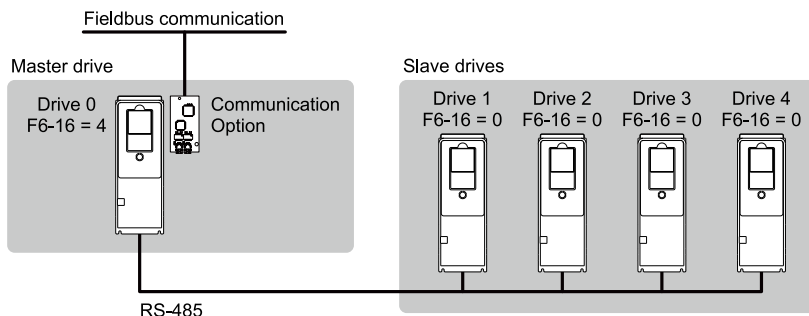 Fieldbus communication
Master drive
Drive 0
F6-16 = 4
Communication
Option
Slave drives
Drive 1
F6-16 = 0
Drive 2
F6-16 = 0
Drive 3
F6-16 = 0
Drive 4
F6-16 = 0
RS-485